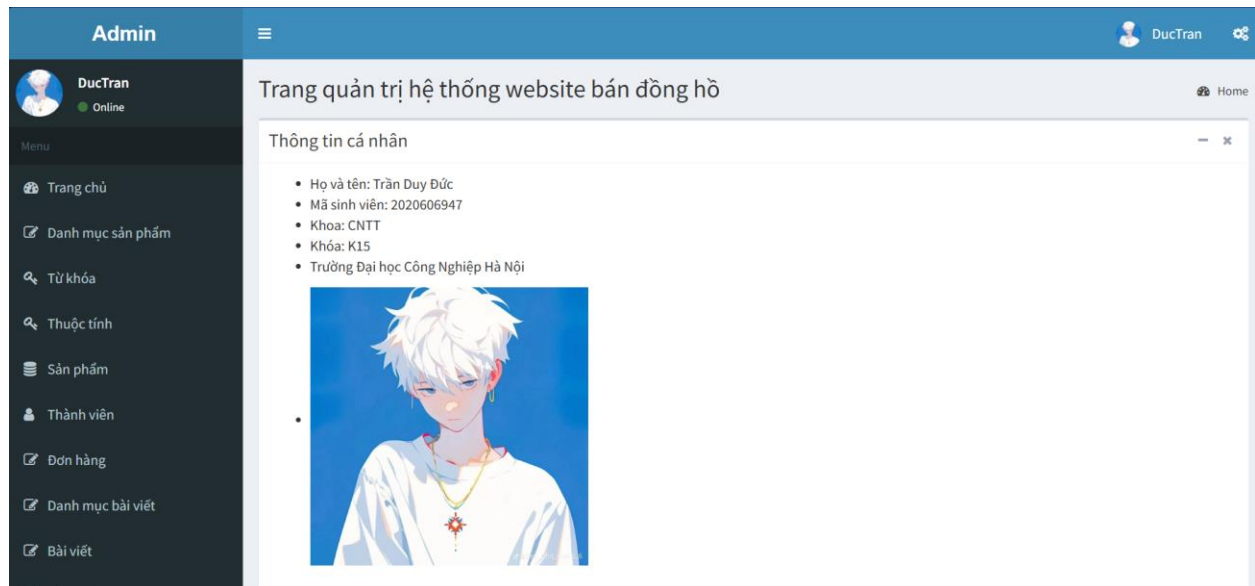 Admin
DucTran
DucTran
Online
Trang quản trị hệ thống website bán đồng hồ
Home
Menu
Thông tin cá nhân
Trang chủ
Danh mục sản phẩm
Từ khóa
Thuộc tính
Sản phẩm
Thành viên
Đơn hàng
Danh mục bài viết
Bài viết
Họ và tên: Trần Duy Đức
Mã sinh viên: 2020606947
Khoa: CNTT
Khóa: K15
Trường Đại học Công Nghiệp Hà Nội